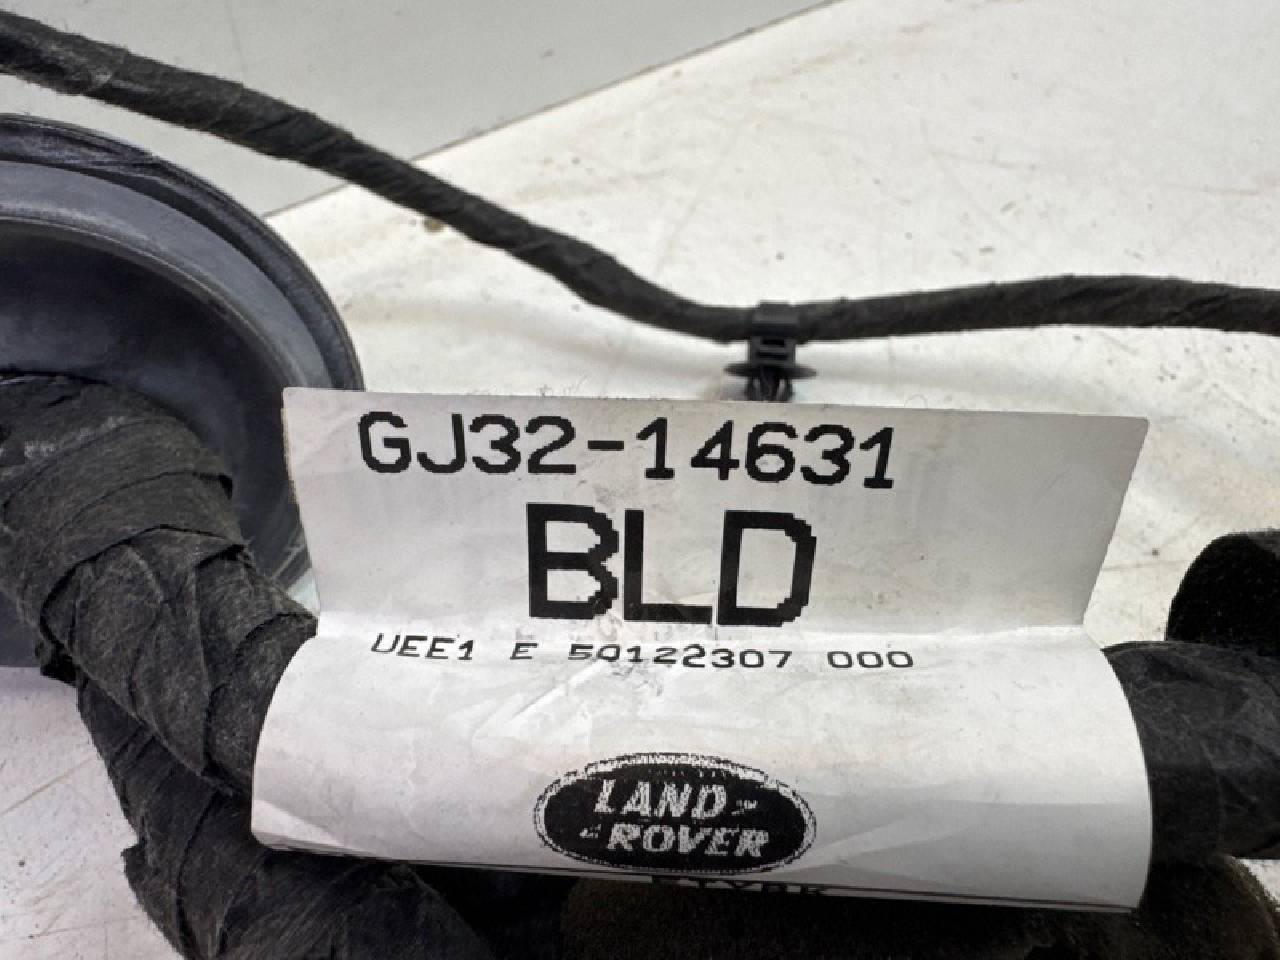 GJ32-14631
BLD
UEE1 E 50122307 000
LAND
ROVER